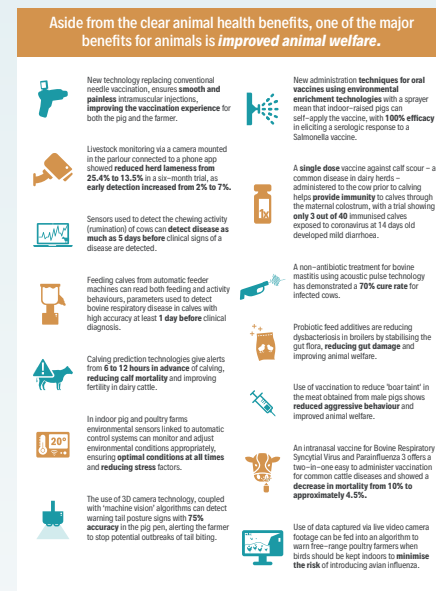 Aside from the clear animal health benefits, one of the major
benefits for animals is improved animal welfare.
New technology replacing conventional
needle vaccination, ensures smooth and
painless intramuscular injections,
improving the vaccination experience for
both the pig and the farmer.
Livestock monitoring via a camera mounted
in the parlour connected to a phone app
showed reduced herd lameness from
25.4% to 13.5% in a six-month trial, as
early detection increased from 2% to 7%.
Sensors used to detect the chewing activity
(rumination) of cows can detect disease as
much as 5 days before clinical signs of a
disease are detected.
Feeding calves from automatic feeder
machines can read both feeding and activity
behaviours, parameters used to detect
bovine respiratory disease in calves with
high accuracy at least 1 day before clinical
diagnosis.
Calving prediction technologies give alerts
from 6 to 12 hours in advance of calving,
reducing calf mortality and improving
fertility in dairy cattle.
20°
In indoor pig and poultry farms
environmental sensors linked to automatic
control systems can monitor and adjust
environmental conditions appropriately,
ensuring optimal conditions at all times
and reducing stress factors.
The use of 3D camera technology, coupled
with 'machine vision' algorithms can detect
warning tail posture signs with 75%
accuracy in the pig pen, alerting the farmer
to stop potential outbreaks of tail biting.
New administration techniques for oral
vaccines using environmental
enrichment technologies with a sprayer
mean that indoor-raised pigs can
self-apply the vaccine, with 100% efficacy
in eliciting a serologic response to a
Salmonella vaccine.
1x
A single dose vaccine against calf scour – a
common disease in dairy herds –
administered to the cow prior to calving
helps provide immunity to calves through
the maternal colostrum, with a trial showing
only 3 out of 40 immunised calves
exposed to coronavirus at 14 days old
developed mild diarrhoea.
A non-antibiotic treatment for bovine
mastitis using acoustic pulse technology
has demonstrated a 70% cure rate for
infected cows.
Probiotic feed additives are reducing
dysbacteriosis in broilers by stabilising the
gut flora, reducing gut damage and
improving animal welfare.
Use of vaccination to reduce 'boar taint' in
the meat obtained from male pigs shows
reduced aggressive behaviour and
improved animal welfare.
An intranasal vaccine for Bovine Respiratory
Syncytial Virus and Parainfluenza 3 offers a
two-in-one easy to administer vaccination
for common cattle diseases and showed a
decrease in mortality from 10% to
approximately 4.5%.
Use of data captured via live video camera
footage can be fed into an algorithm to
warn free-range poultry farmers when
birds should be kept indoors to minimise
the risk of introducing avian influenza.